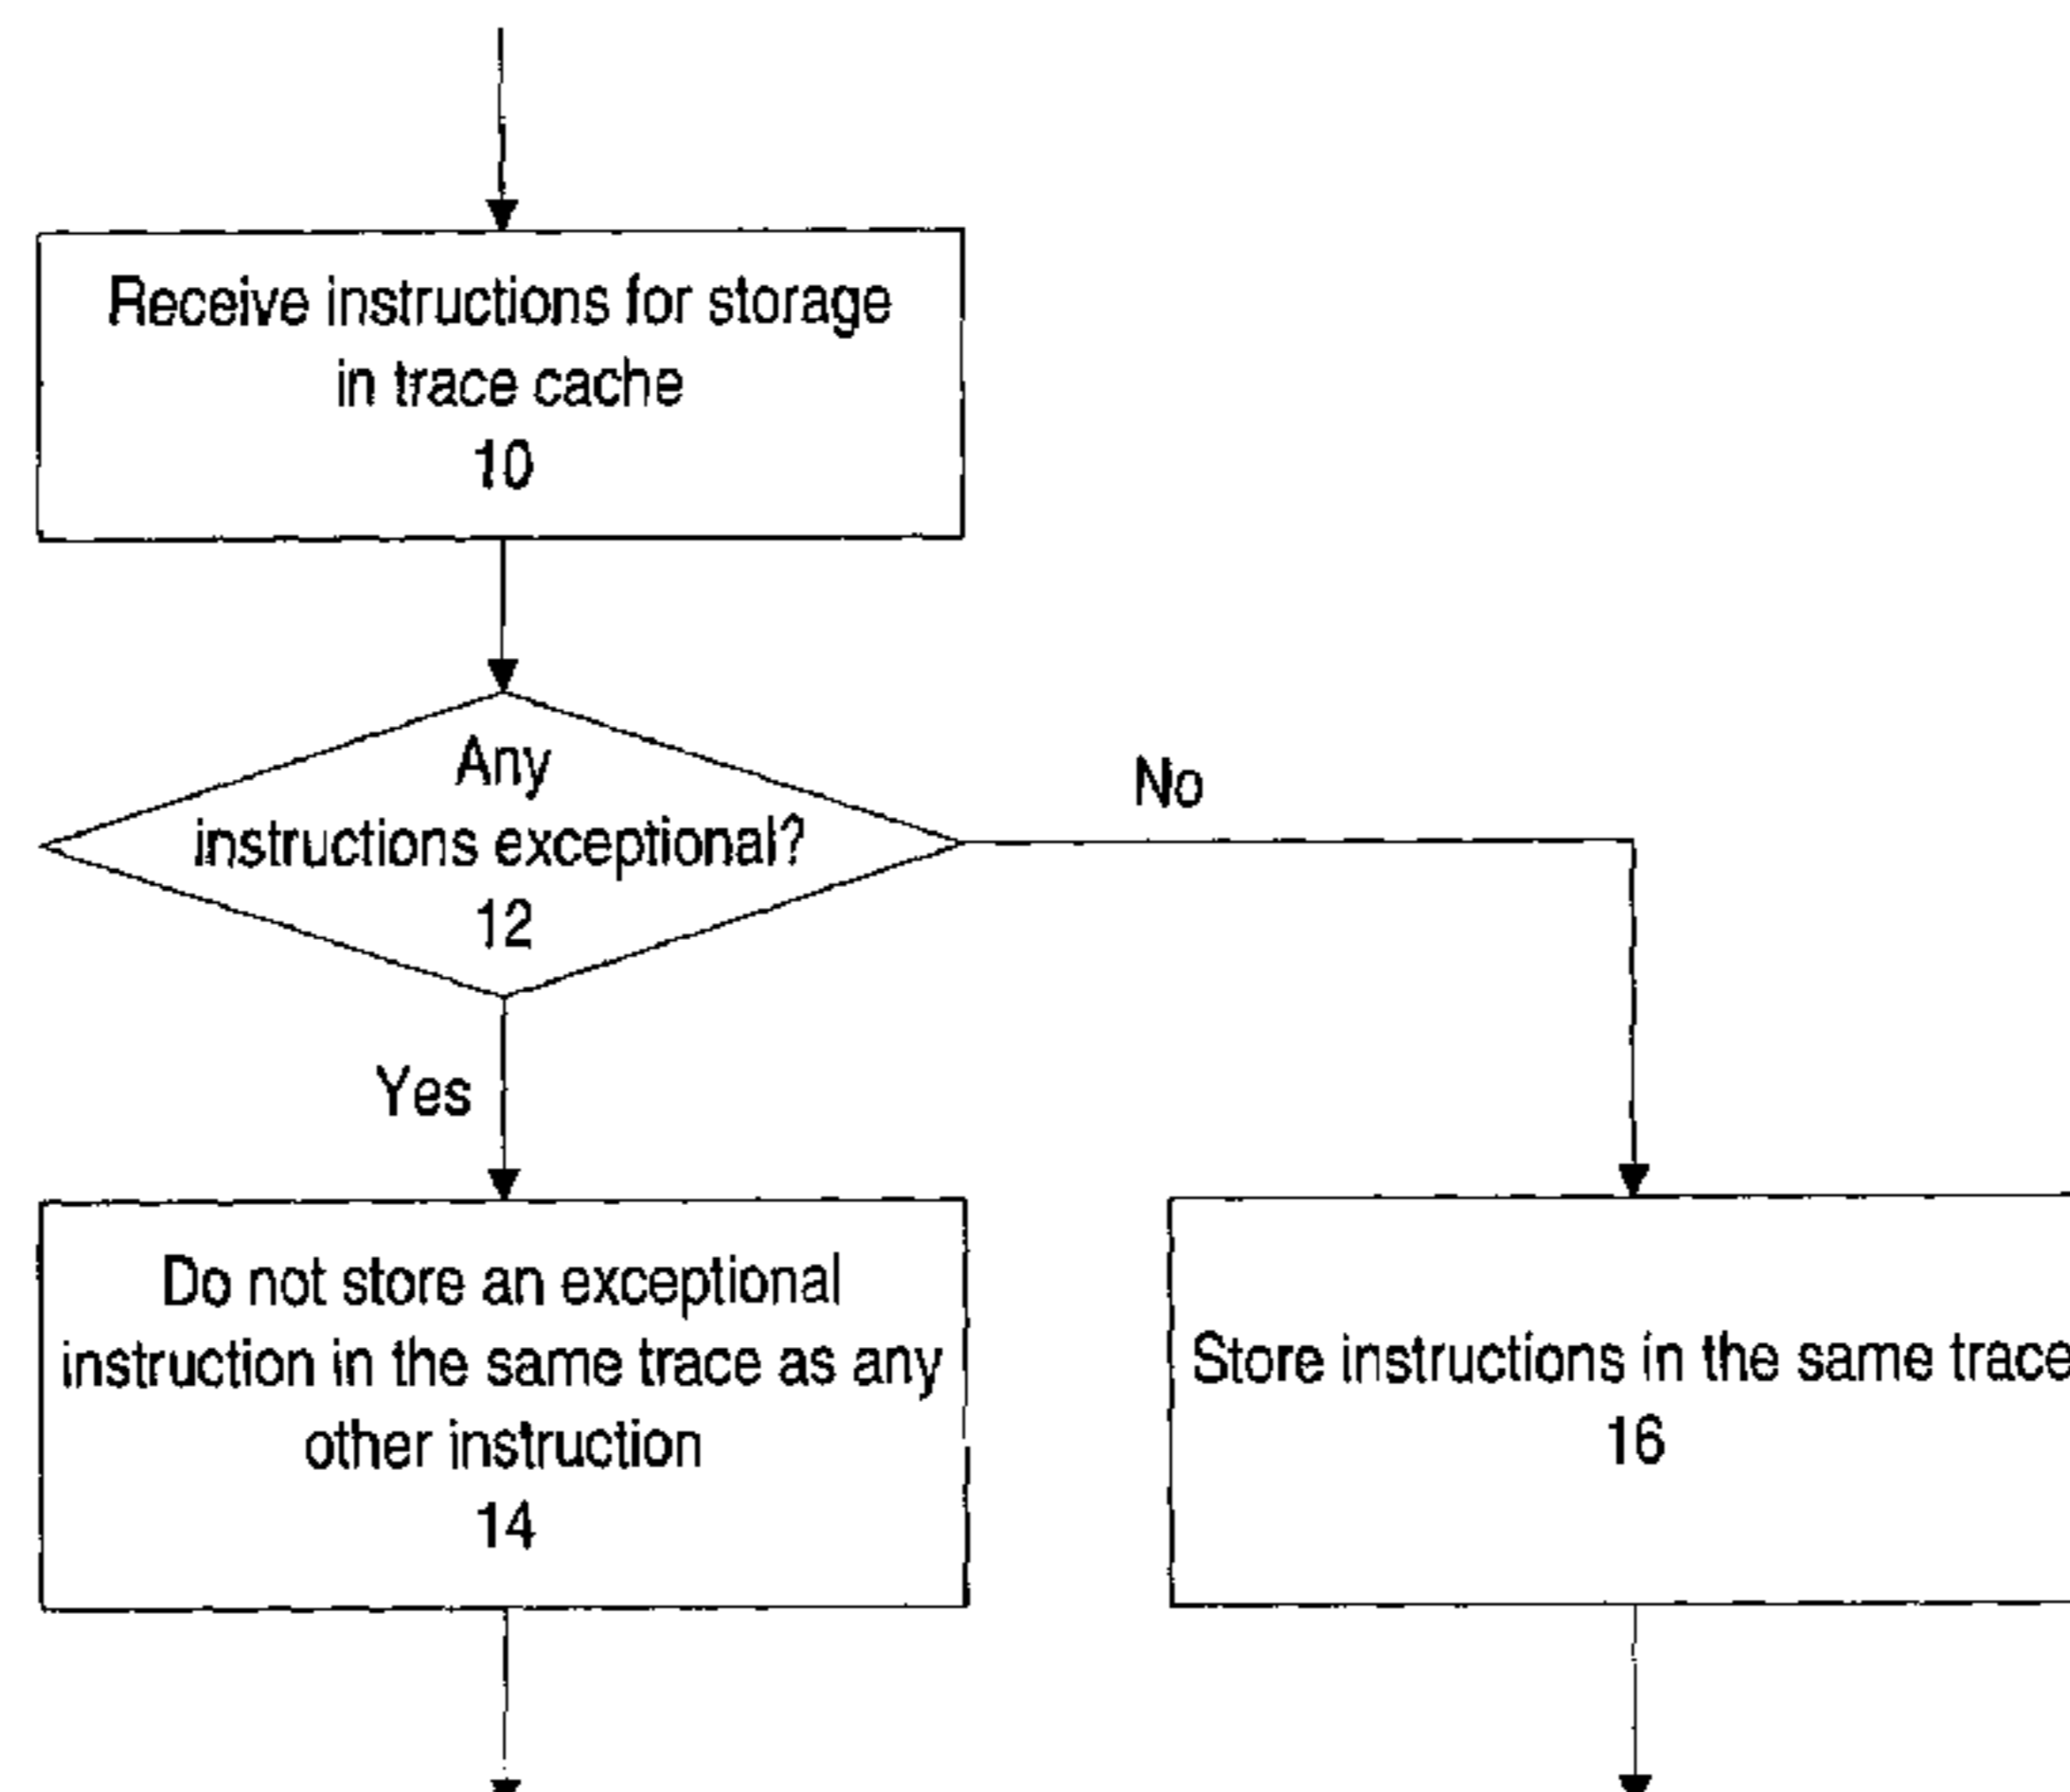 Receive instructions for storage
in trace cache
10
Any
instructions exceptional?
12
No
Yes
Do not store an exceptional
instruction in the same trace as any
other instruction
14
Store instructions in the same trace
16